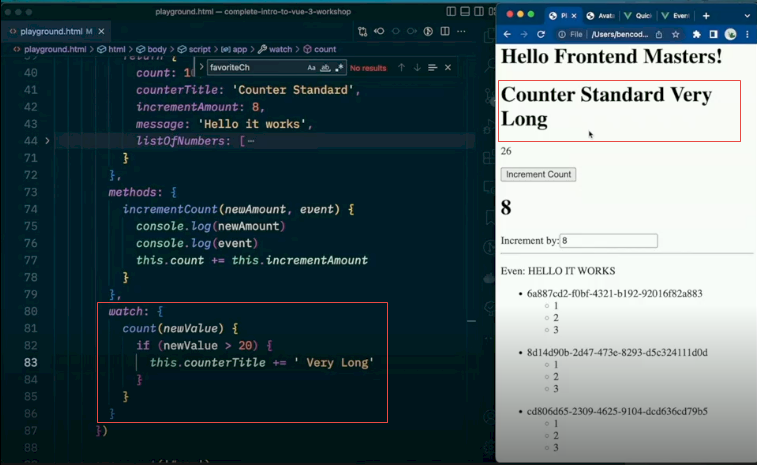 playground.html — complete-intro-to-vue-3-workshop
playground.html M
playground.html > html > body > script > app > watch > count
favoriteCh
Aa
ab
No results
39 return {
40 count: 10
41 counterTitle: 'Counter Standard',
42 incrementAmount: 8,
43 message: 'Hello it works',
44 listOfNumbers: [⋯
71 }
72 },
73 methods: {
74 incrementCount(newAmount, event) {
75 console.log(newAmount)
76 console.log(event)
77 this.count += this.incrementAmount
78 }
79 },
80 watch: {
81 count(newValue) {
82 if (newValue > 20) {
83 this.counterTitle += ' Very Long'
84 }
85 }
86 }
87 })
88
Pl
Avata
Quic
Even
File
/Users/bencod...
Hello Frontend Masters!
Counter Standard Very
Long
26
Increment Count
8
Increment by: 8
Even: HELLO IT WORKS
• 6a887cd2-f0bf-4321-b192-92016f82a883
○ 1
○ 2
○ 3
• 8d14d90b-2d47-473e-8293-d5c324111d0d
○ 1
○ 2
○ 3
• cd806d65-2309-4625-9104-dcd636cd79b5
○ 1
○ 2
○ 3